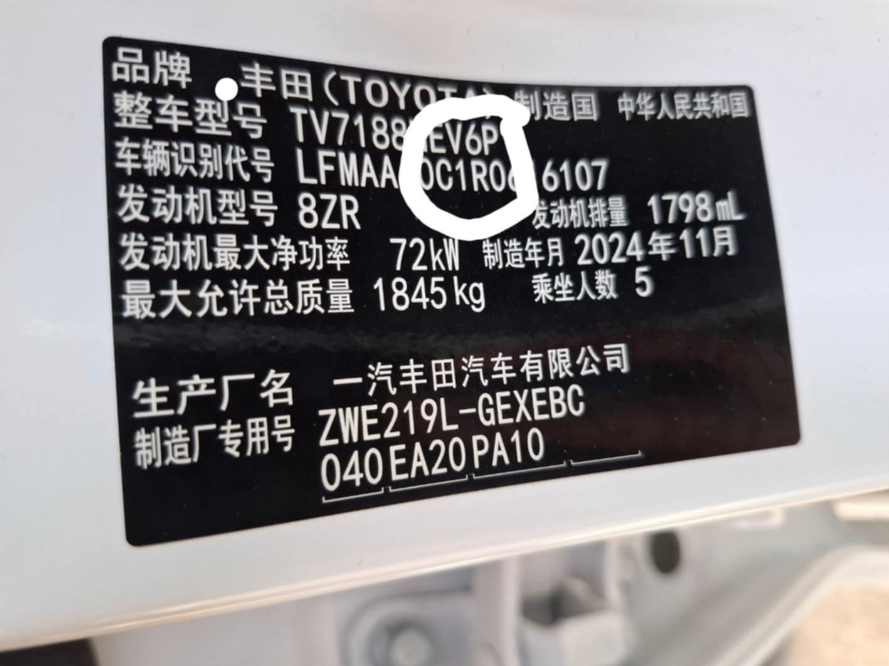 品牌 丰田(TOYOTA) 制造国 中华人民共和国
整车型号 TV7188 EV6P
车辆识别代号 LFMAA 0C1R0 16107
发动机型号 8ZR 发动机排量 1798mL
发动机最大净功率 72kW 制造年月 2024年11月
最大允许总质量 1845kg 乘坐人数 5
生产厂名 一汽丰田汽车有限公司
制造厂专用号 ZWE219L-GEXEBC
040EA20PA10